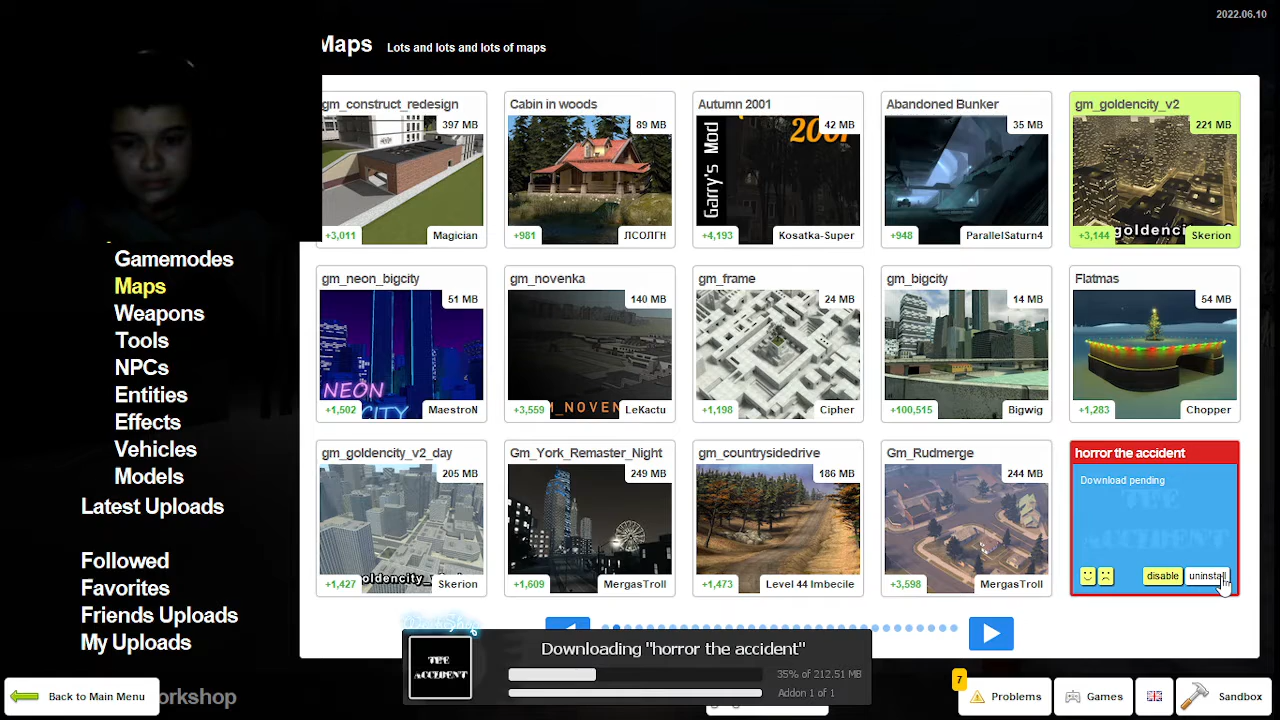 2022.06.10
Maps Lots and lots and lots of maps
gm_construct_redesign
397 MB
+3,011 Magician
Cabin in woods
89 MB
+981 ЛСОЛГН
Autumn 2001
42 MB
Garry's Mod
+4,193 Kosatka-Super
Abandoned Bunker
35 MB
+948 ParallelSaturn4
gm_goldencity_v2
221 MB
+3,144 Skerion
Gamemodes
Maps
Weapons
Tools
NPCs
Entities
Effects
Vehicles
Models
Latest Uploads
Followed
Favorites
Friends Uploads
My Uploads
gm_neon_bigcity
51 MB
NEON
CITY
+1,502 MaestroN
gm_novenka
140 MB
+3,559 LeKactu
gm_frame
24 MB
+1,198 Cipher
gm_bigcity
14 MB
+100,515 Bigwig
Flatmas
54 MB
+1,283 Chopper
gm_goldencity_v2_day
205 MB
+1,427 Skerion
Gm_York_Remaster_Night
249 MB
+1,609 MergasTroll
gm_countrysidedrive
186 MB
+1,473 Level 44 Imbecile
Gm_Rudmerge
244 MB
+3,598 MergasTroll
horror the accident
Download pending
THE
ACCIDENT
disable uninstall
THE
ACCIDENT
Downloading "horror the accident"
35% of 212.51 MB
Addon 1 of 1
Back to Main Menu
orkshop
7
Problems
Games
Sandbox